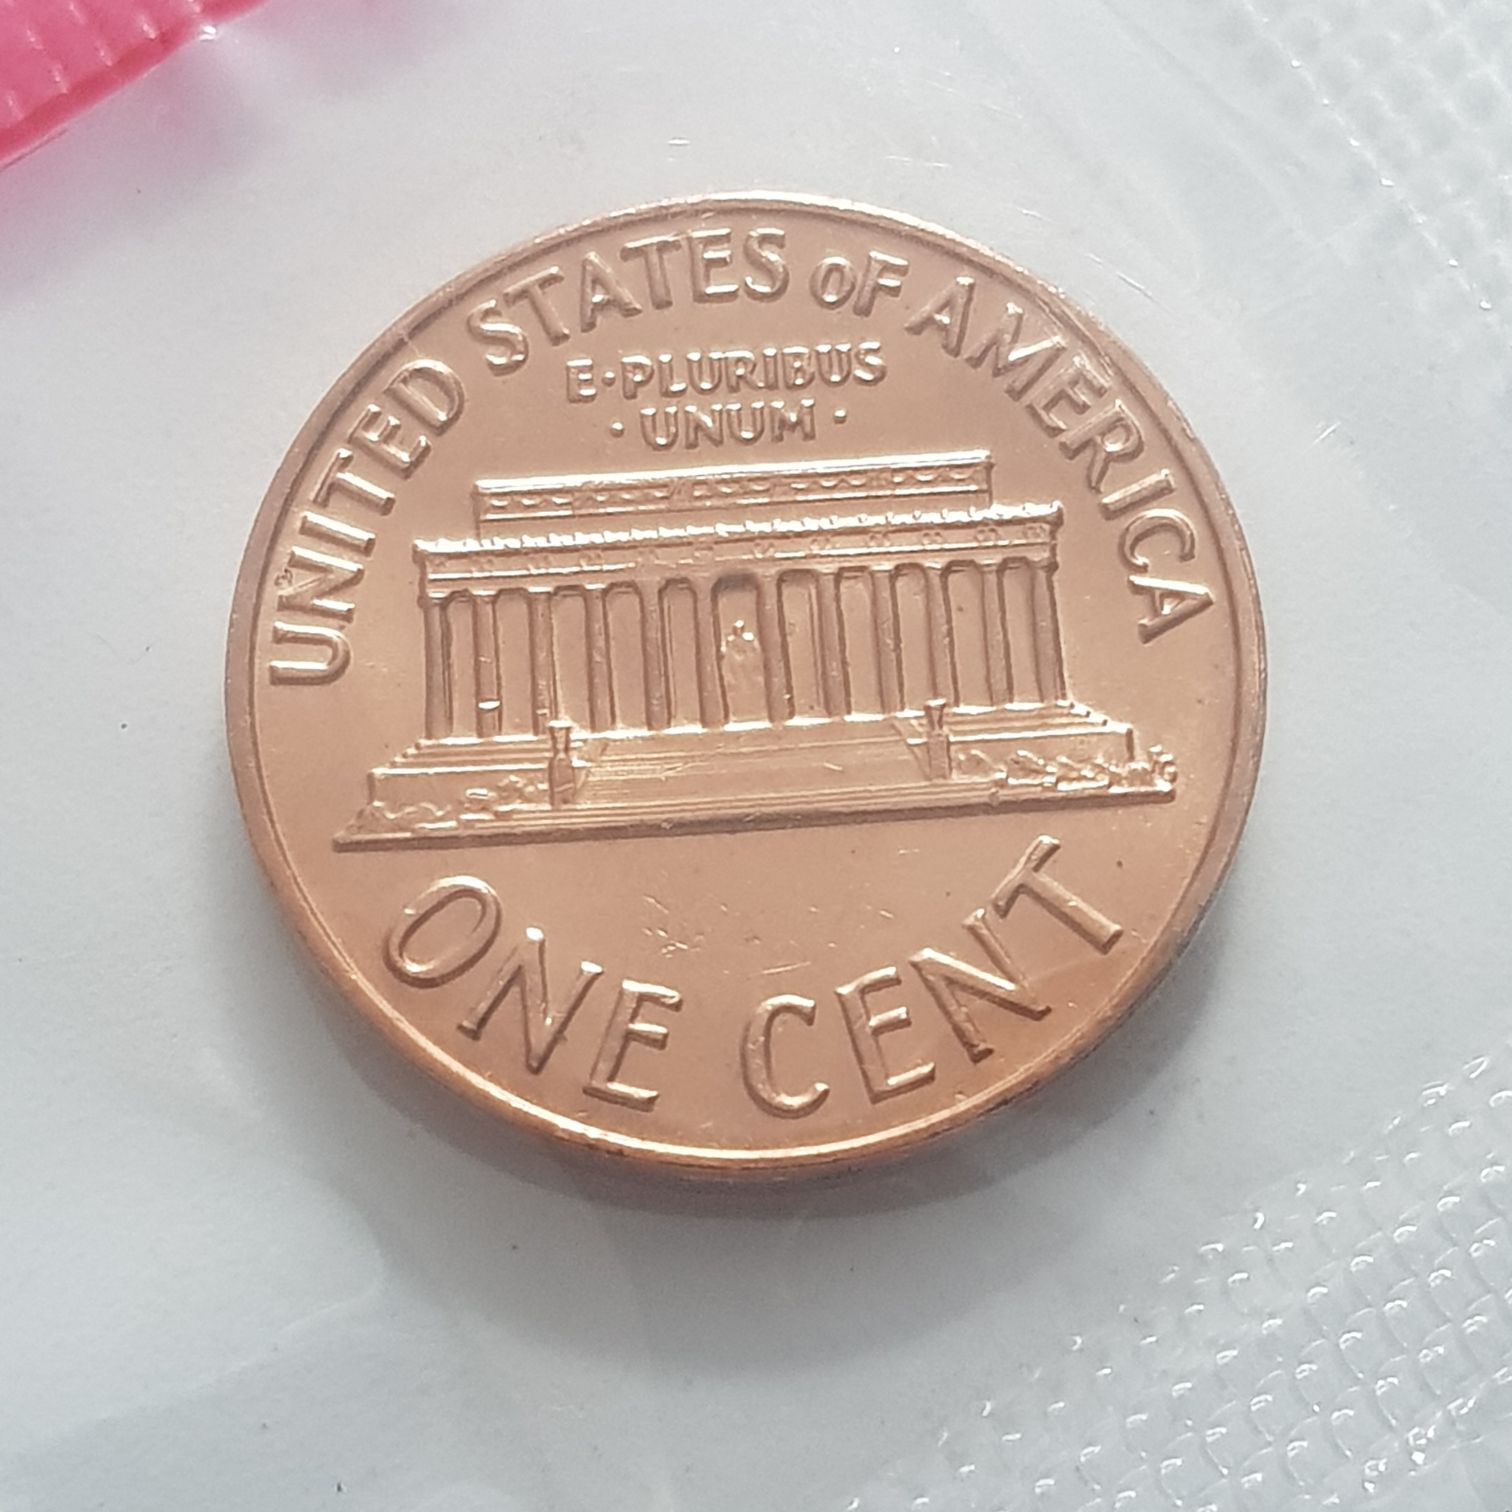 UNITED STATES OF AMERICA
E·PLURIBUS
·UNUM·
ONE CENT